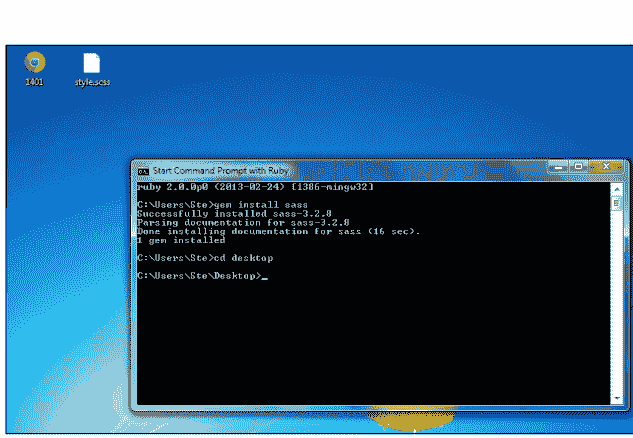 1401
style.scss
Start Command Prompt with Ruby
ruby 2.0.0p0 (2013-02-24) [i386-mingw32]
C:\Users\Ste>gem install sass
Successfully installed sass-3.2.8
Parsing documentation for sass-3.2.8
Done installing documentation for sass (16 sec).
1 gem installed
C:\Users\Ste>cd desktop
C:\Users\Ste\Desktop>_